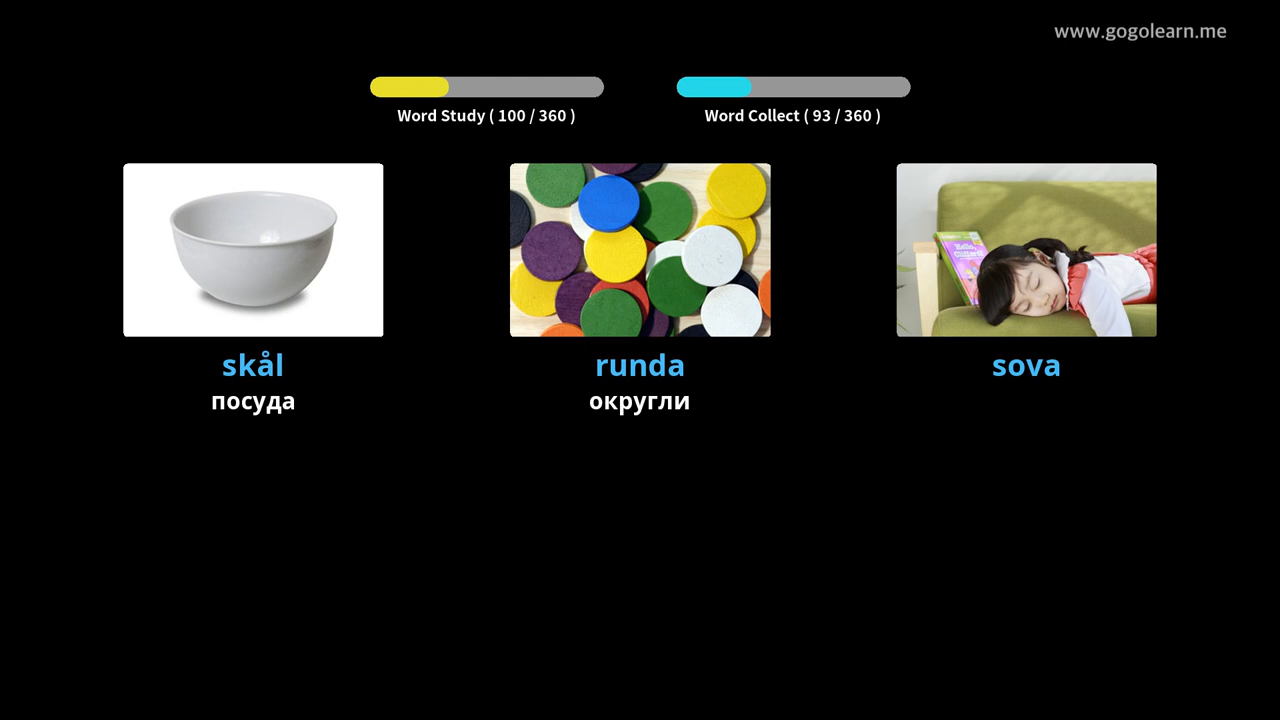 www.gogolearn.me
Word Study ( 100 / 360 )
Word Collect ( 93 / 360 )
skål
runda
sova
посуда
округли